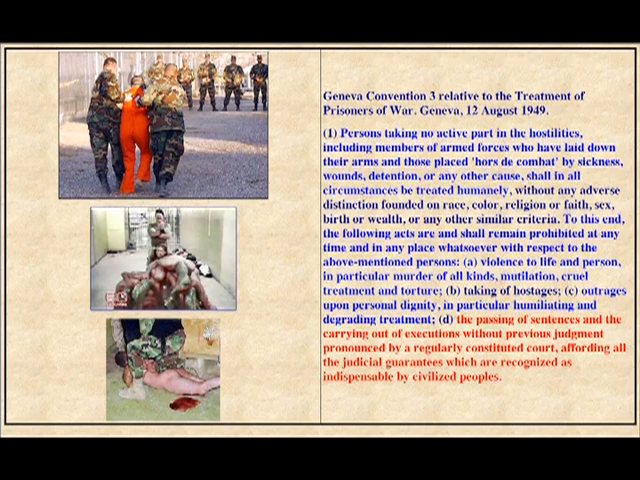 Geneva Convention 3 relative to the Treatment of
Prisoners of War. Geneva, 12 August 1949.
(1) Persons taking no active part in the hostilities,
including members of armed forces who have laid down
their arms and those placed 'hors de combat' by sickness,
wounds, detention, or any other cause, shall in all
circumstances be treated humanely, without any adverse
distinction founded on race, color, religion or faith, sex,
birth or wealth, or any other similar criteria. To this end,
the following acts are and shall remain prohibited at any
time and in any place whatsoever with respect to the
above-mentioned persons: (a) violence to life and person,
in particular murder of all kinds, mutilation, cruel
treatment and torture; (b) taking of hostages; (c) outrages
upon personal dignity, in particular humiliating and
degrading treatment; (d) the passing of sentences and the
carrying out of executions without previous judgment
pronounced by a regularly constituted court, affording all
the judicial guarantees which are recognized as
indispensable by civilized peoples.